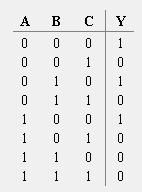 A B C Y
0 0 0 1
0 0 1 0
0 1 0 1
0 1 1 0
1 0 0 1
1 0 1 0
1 1 0 0
1 1 1 0